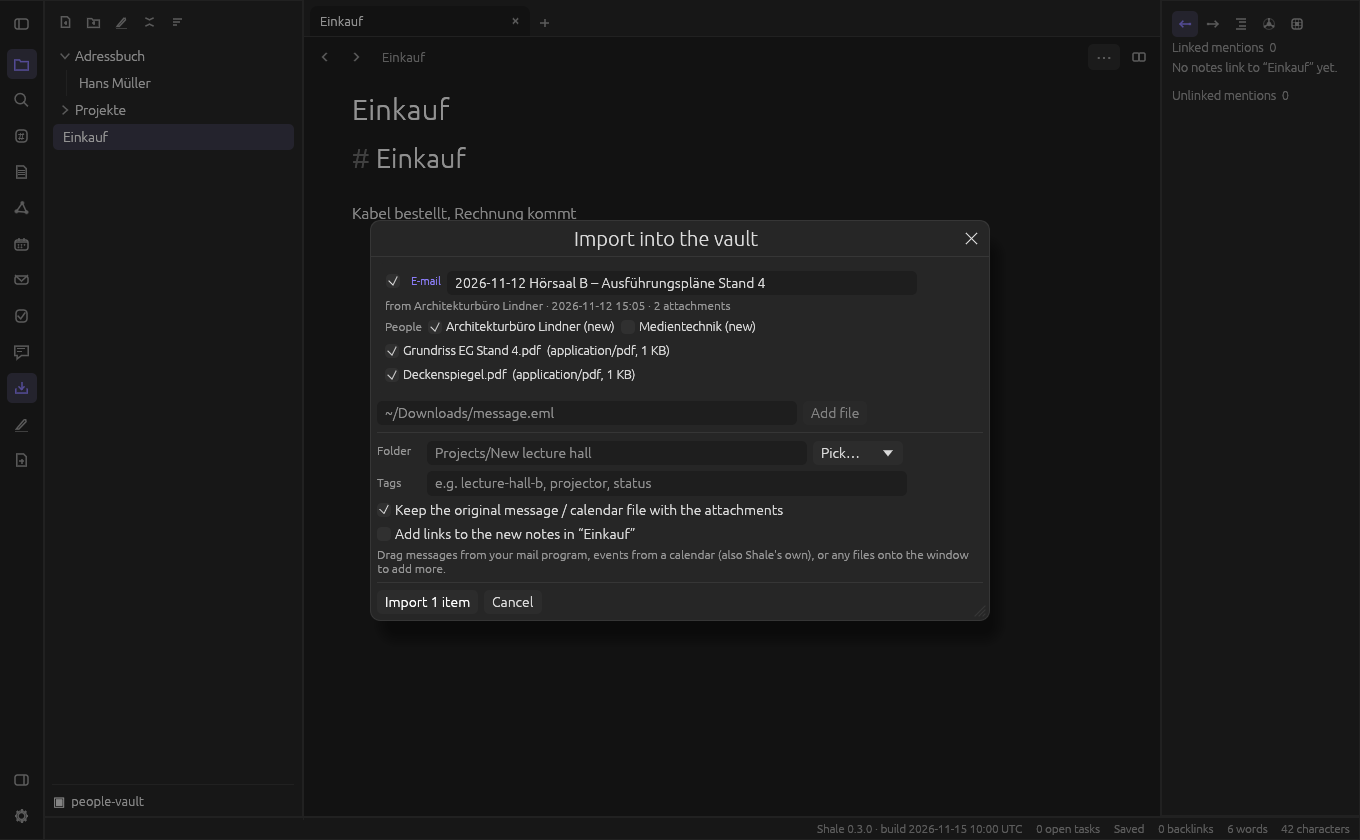 Einkauf
Adressbuch
Hans Müller
Projekte
Einkauf
people-vault
Einkauf
Einkauf
# Einkauf
Kabel bestellt, Rechnung kommt
Import into the vault
E-mail 2026-11-12 Hörsaal B – Ausführungspläne Stand 4
from Architekturbüro Lindner · 2026-11-12 15:05 · 2 attachments
People Architekturbüro Lindner (new) Medientechnik (new)
Grundriss EG Stand 4.pdf (application/pdf, 1 KB)
Deckenspiegel.pdf (application/pdf, 1 KB)
~/Downloads/message.eml Add file
Folder Projects/New lecture hall Pick…
Tags e.g. lecture-hall-b, projector, status
Keep the original message / calendar file with the attachments
Add links to the new notes in “Einkauf”
Drag messages from your mail program, events from a calendar (also Shale's own), or any files onto the window
to add more.
Import 1 item Cancel
Linked mentions 0
No notes link to “Einkauf” yet.
Unlinked mentions 0
Shale 0.3.0 · build 2026-11-15 10:00 UTC 0 open tasks Saved 0 backlinks 6 words 42 characters